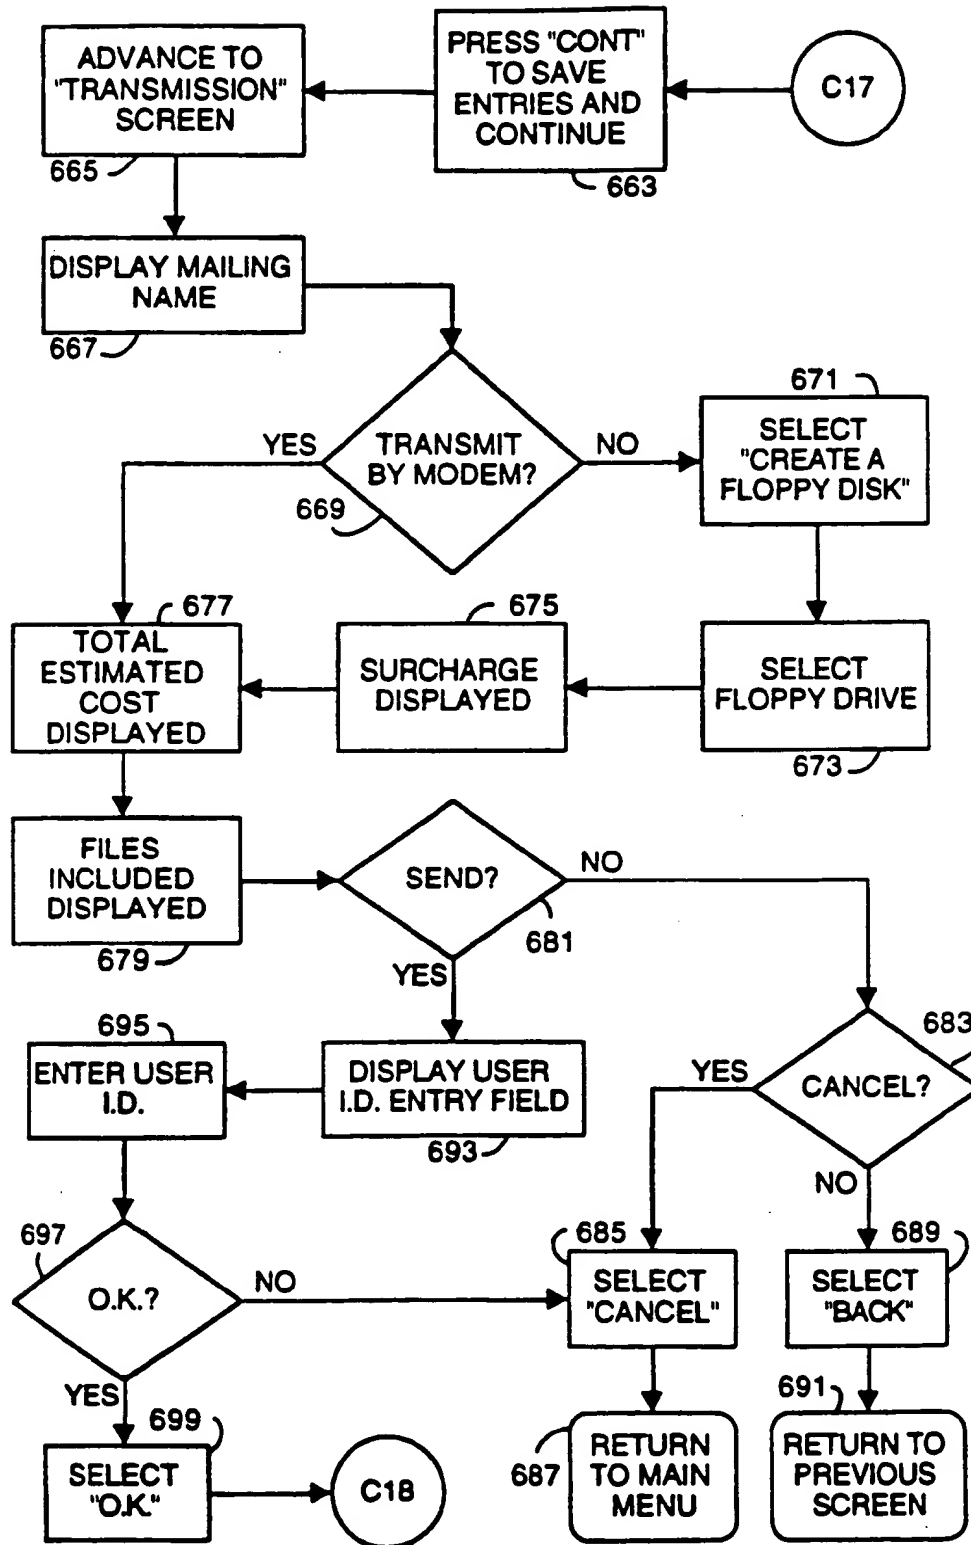 ADVANCE TO
"TRANSMISSION"
SCREEN
665
PRESS "CONT"
TO SAVE
ENTRIES AND
CONTINUE
663
C17
DISPLAY MAILING
NAME
667
TRANSMIT
BY MODEM?
YES
NO
669
671
SELECT
"CREATE A
FLOPPY DISK"
677
TOTAL
ESTIMATED
COST
DISPLAYED
675
SURCHARGE
DISPLAYED
SELECT
FLOPPY DRIVE
673
FILES
INCLUDED
DISPLAYED
679
SEND?
NO
681
YES
695
ENTER USER
I.D.
DISPLAY USER
I.D. ENTRY FIELD
693
683
YES
CANCEL?
NO
697
O.K.?
NO
YES
685
SELECT
"CANCEL"
689
SELECT
"BACK"
699
SELECT
"O.K."
C18
687
RETURN
TO MAIN
MENU
691
RETURN TO
PREVIOUS
SCREEN